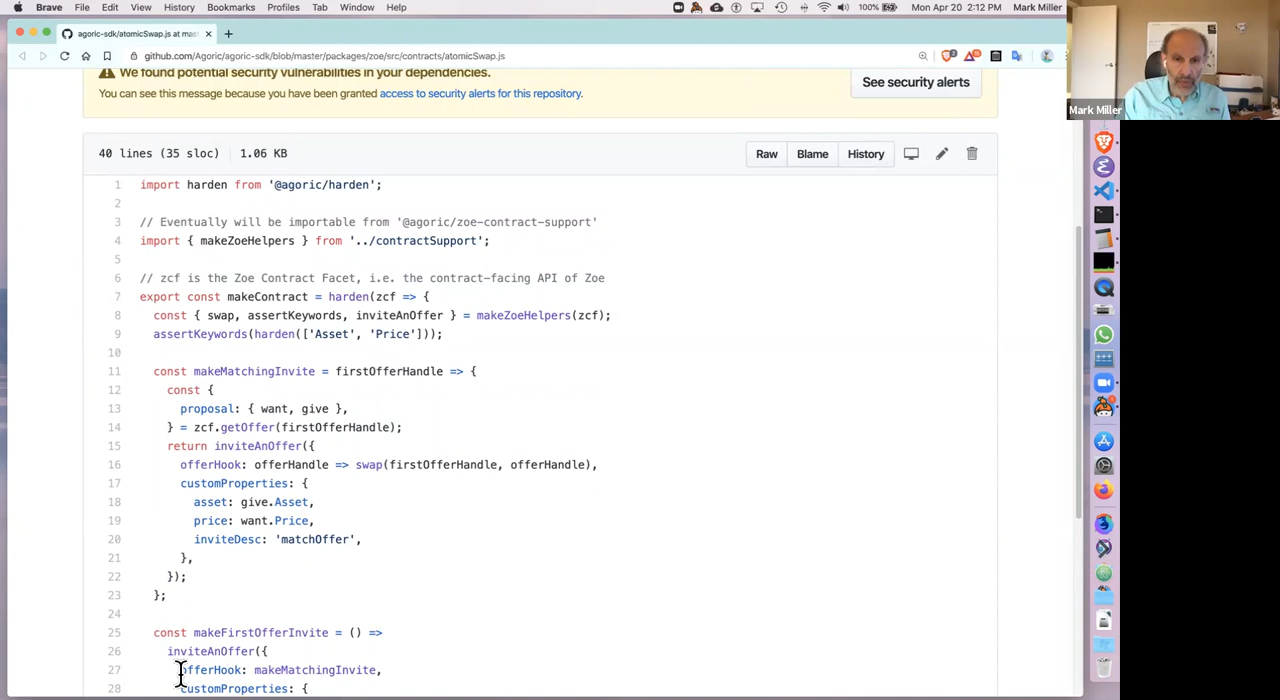 Brave File Edit View History Bookmarks Profiles Tab Window Help 100% Mon Apr 20 2:12 PM Mark Miller
agoric-sdk/atomicSwap.js at mas
github.com/Agoric/agoric-sdk/blob/master/packages/zoe/src/contracts/atomicSwap.js
Mark Miller
We found potential security vulnerabilities in your dependencies.
You can see this message because you have been granted access to security alerts for this repository.
See security alerts
40 lines (35 sloc) 1.06 KB
Raw Blame History
1 import harden from '@agoric/harden';
2
3 // Eventually will be importable from '@agoric/zoe-contract-support'
4 import { makeZoeHelpers } from '../contractSupport';
5
6 // zcf is the Zoe Contract Facet, i.e. the contract-facing API of Zoe
7 export const makeContract = harden(zcf => {
8 const { swap, assertKeywords, inviteAnOffer } = makeZoeHelpers(zcf);
9 assertKeywords(harden(['Asset', 'Price']));
10
11 const makeMatchingInvite = firstOfferHandle => {
12 const {
13 proposal: { want, give },
14 } = zcf.getOffer(firstOfferHandle);
15 return inviteAnOffer({
16 offerHook: offerHandle => swap(firstOfferHandle, offerHandle),
17 customProperties: {
18 asset: give.Asset,
19 price: want.Price,
20 inviteDesc: 'matchOffer',
21 },
22 });
23 };
24
25 const makeFirstOfferInvite = () =>
26 inviteAnOffer({
27 offerHook: makeMatchingInvite,
28 customProperties: {